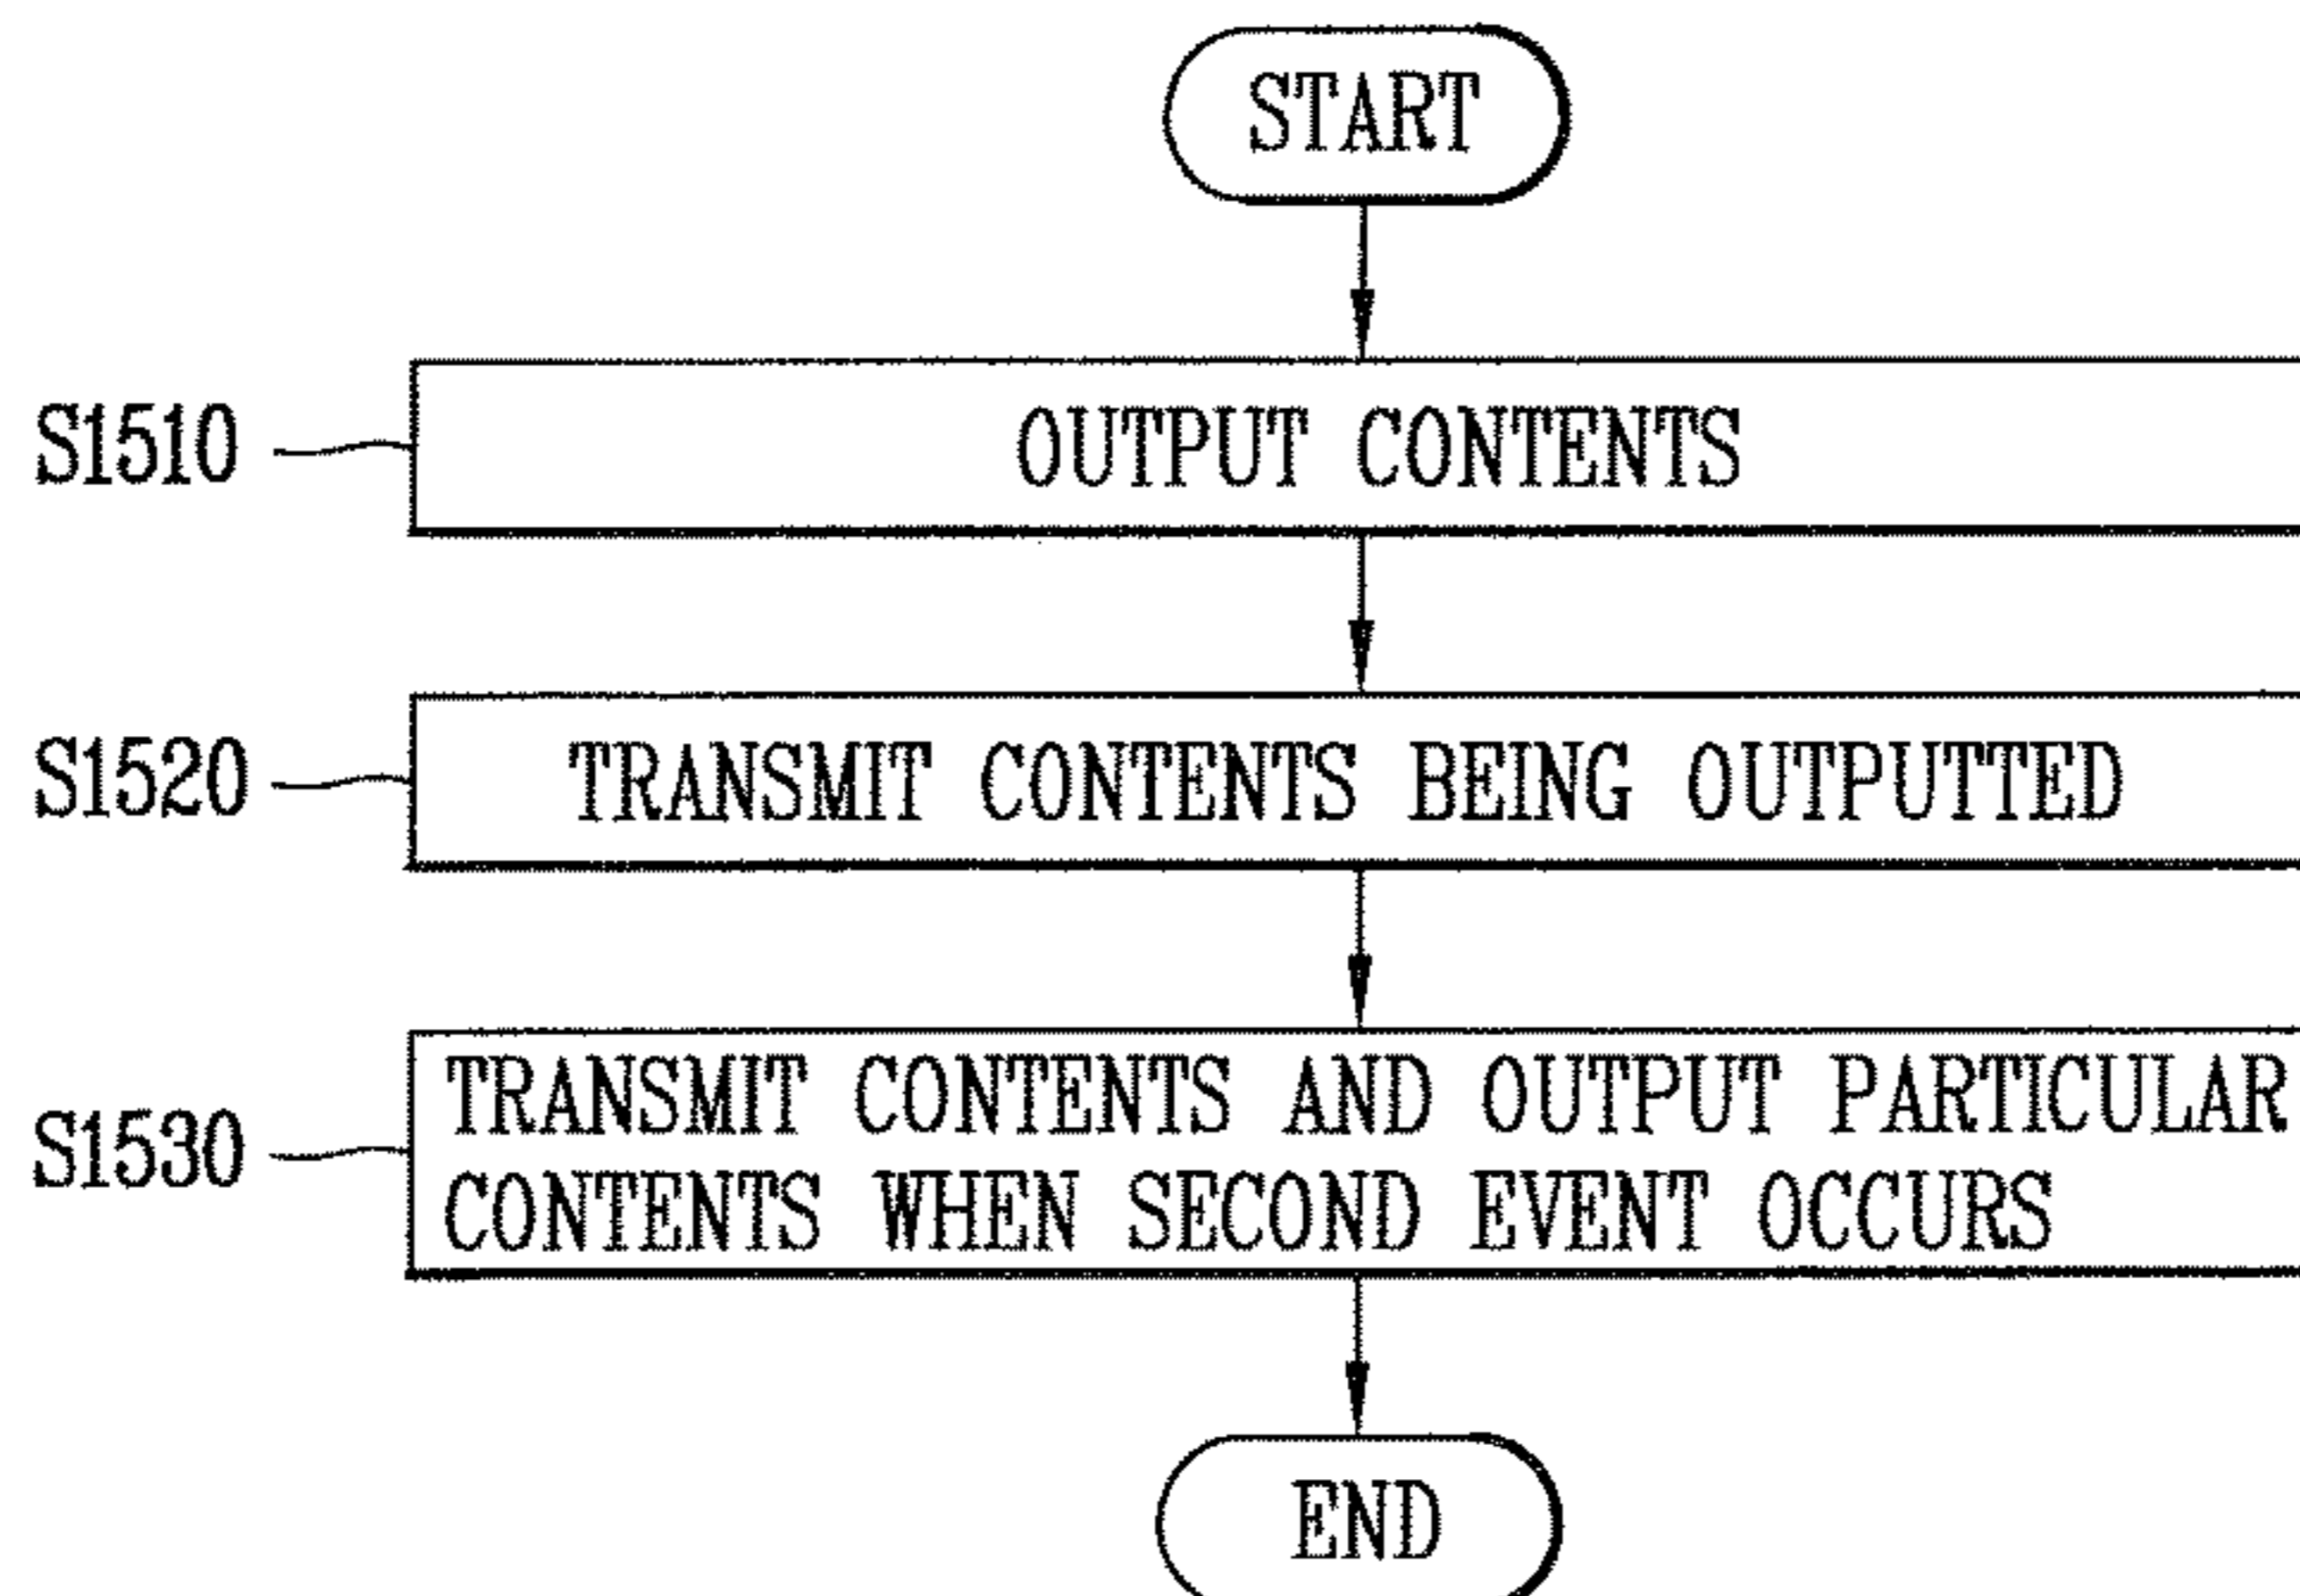 START
S1510
OUTPUT CONTENTS
S1520
TRANSMIT CONTENTS BEING OUTPUTTED
S1530
TRANSMIT CONTENTS AND OUTPUT PARTICULAR
CONTENTS WHEN SECOND EVENT OCCURS
END